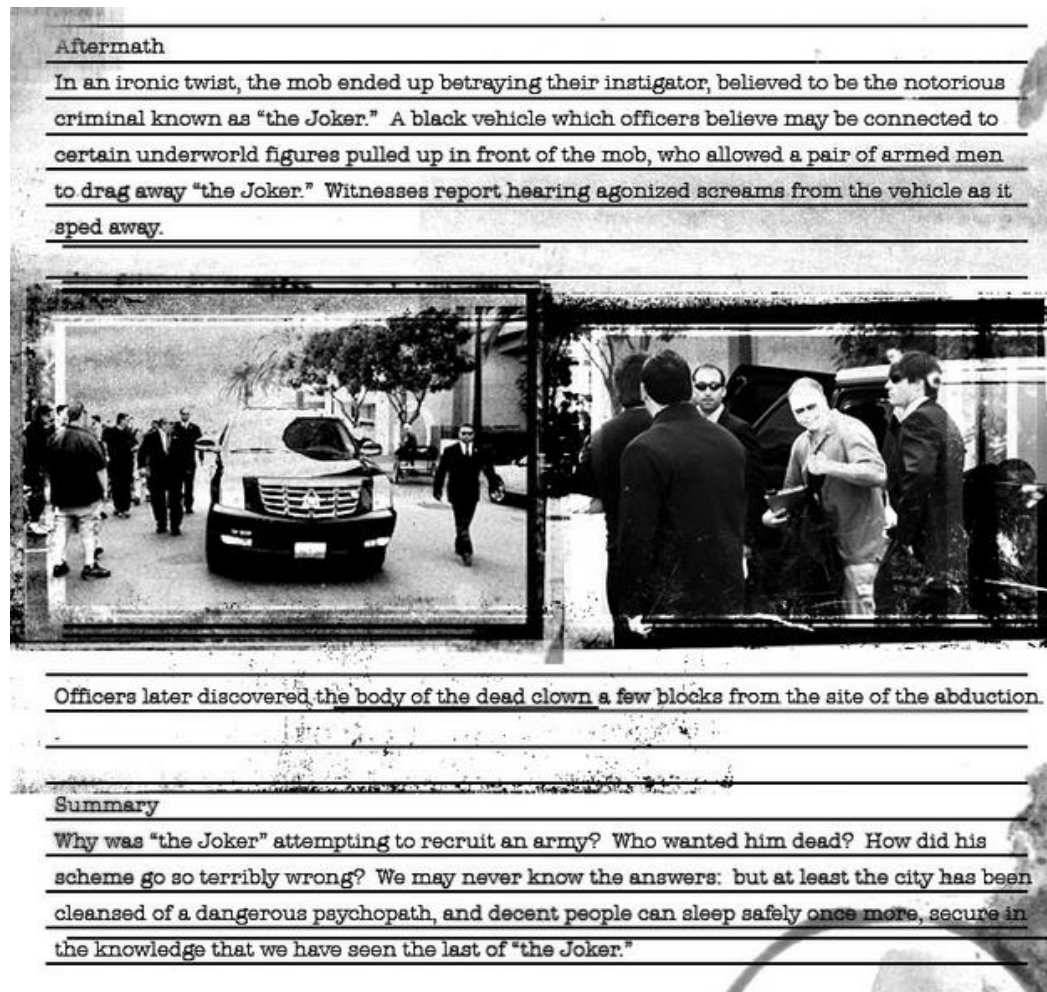 Aftermath
In an ironic twist, the mob ended up betraying their instigator, believed to be the notorious
criminal known as “the Joker.”  A black vehicle which officers believe may be connected to
certain underworld figures pulled up in front of the mob, who allowed a pair of armed men
to drag away “the Joker.”  Witnesses report hearing agonized screams from the vehicle as it
sped away.
Officers later discovered the body of the dead clown a few blocks from the site of the abduction.
Summary
Why was “the Joker” attempting to recruit an army?  Who wanted him dead?  How did his
scheme go so terribly wrong?  We may never know the answers:  but at least the city has been
cleansed of a dangerous psychopath, and decent people can sleep safely once more, secure in
the knowledge that we have seen the last of “the Joker.”